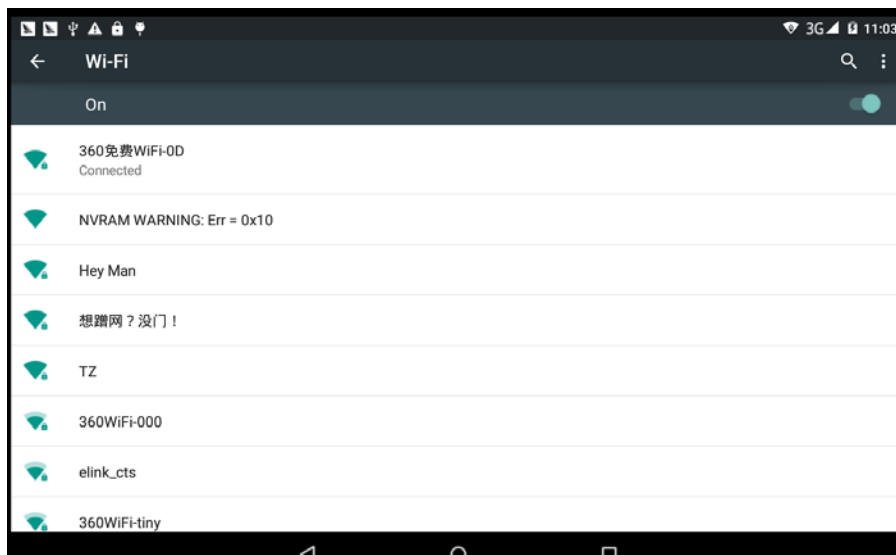 3G 11:03
Wi-Fi
On
360免费WiFi-0D
Connected
NVRAM WARNING: Err = 0x10
Hey Man
想蹭网？没门！
TZ
360WiFi-000
elink_cts
360WiFi-tiny